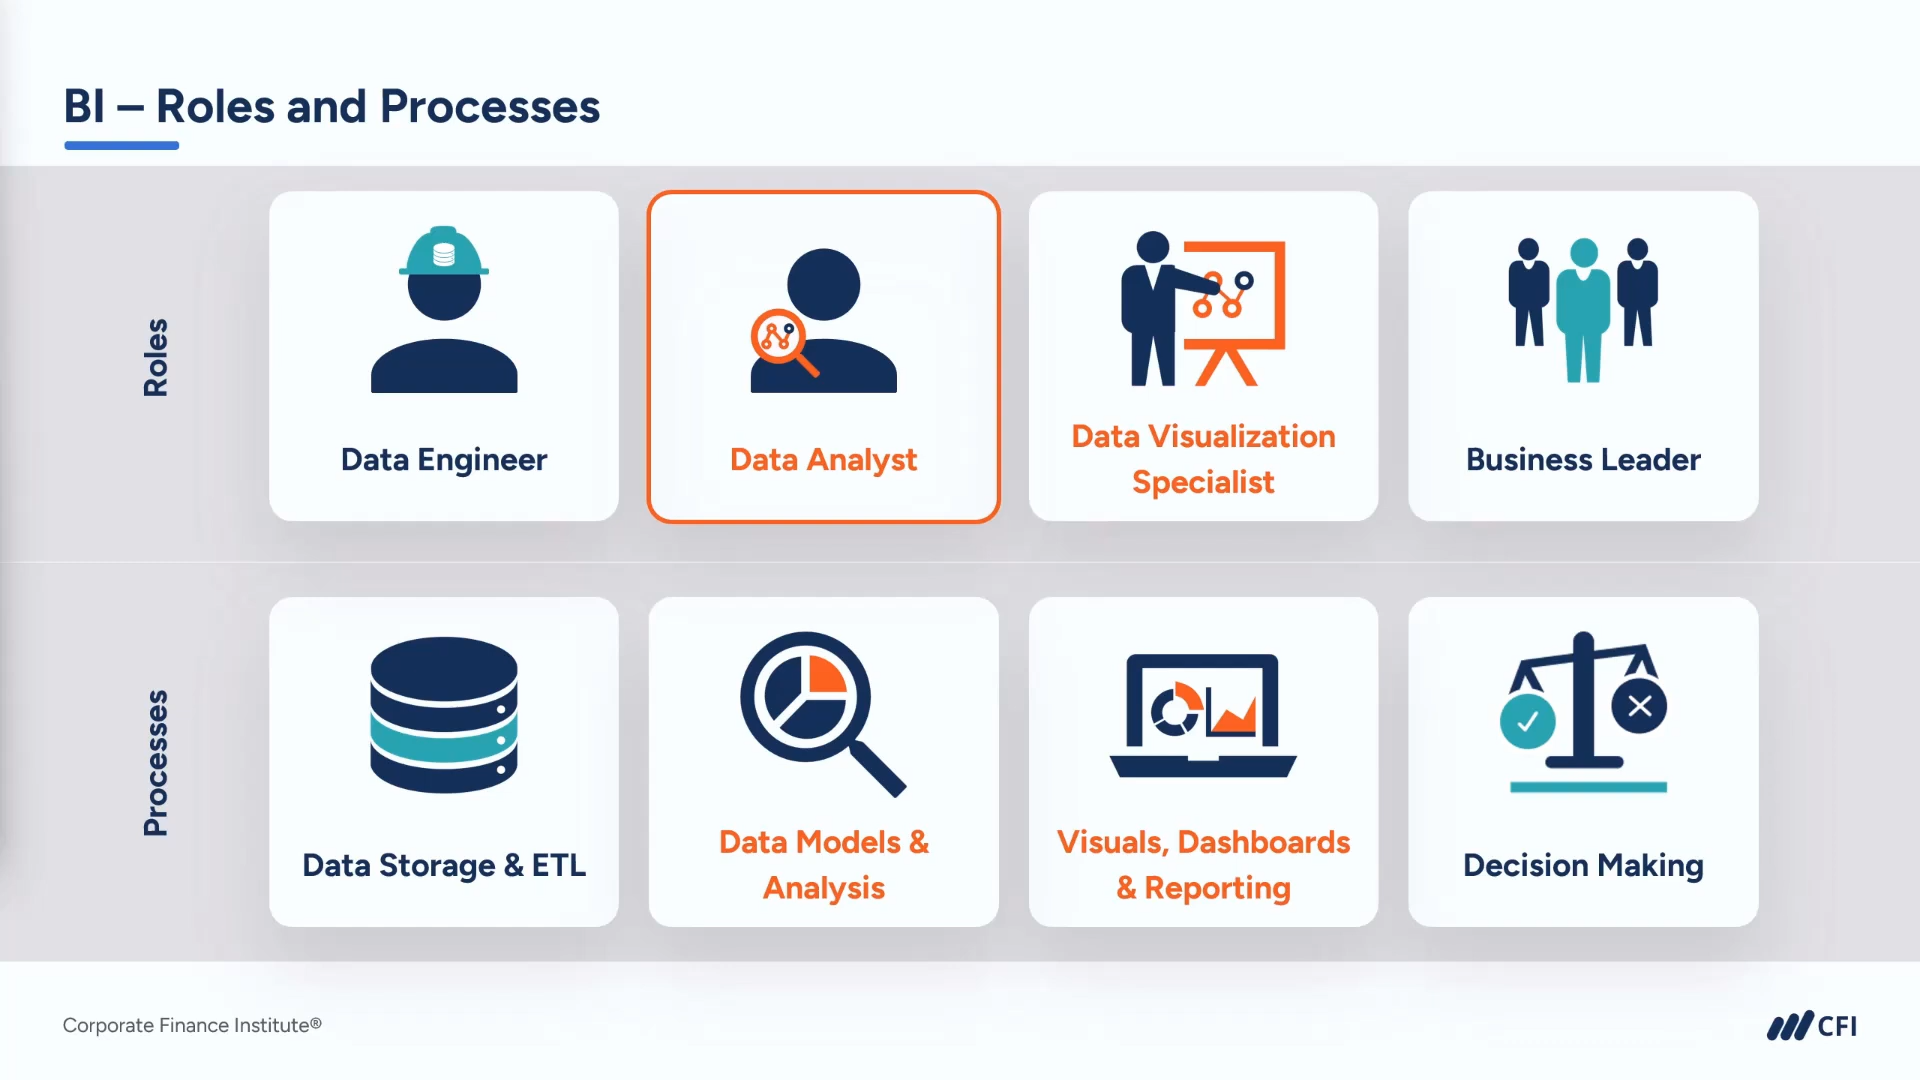 BI – Roles and Processes
Roles
Data Engineer
Data Analyst
Data Visualization
Specialist
Business Leader
Processes
Data Storage & ETL
Data Models &
Analysis
Visuals, Dashboards
& Reporting
Decision Making
Corporate Finance Institute®
CFI